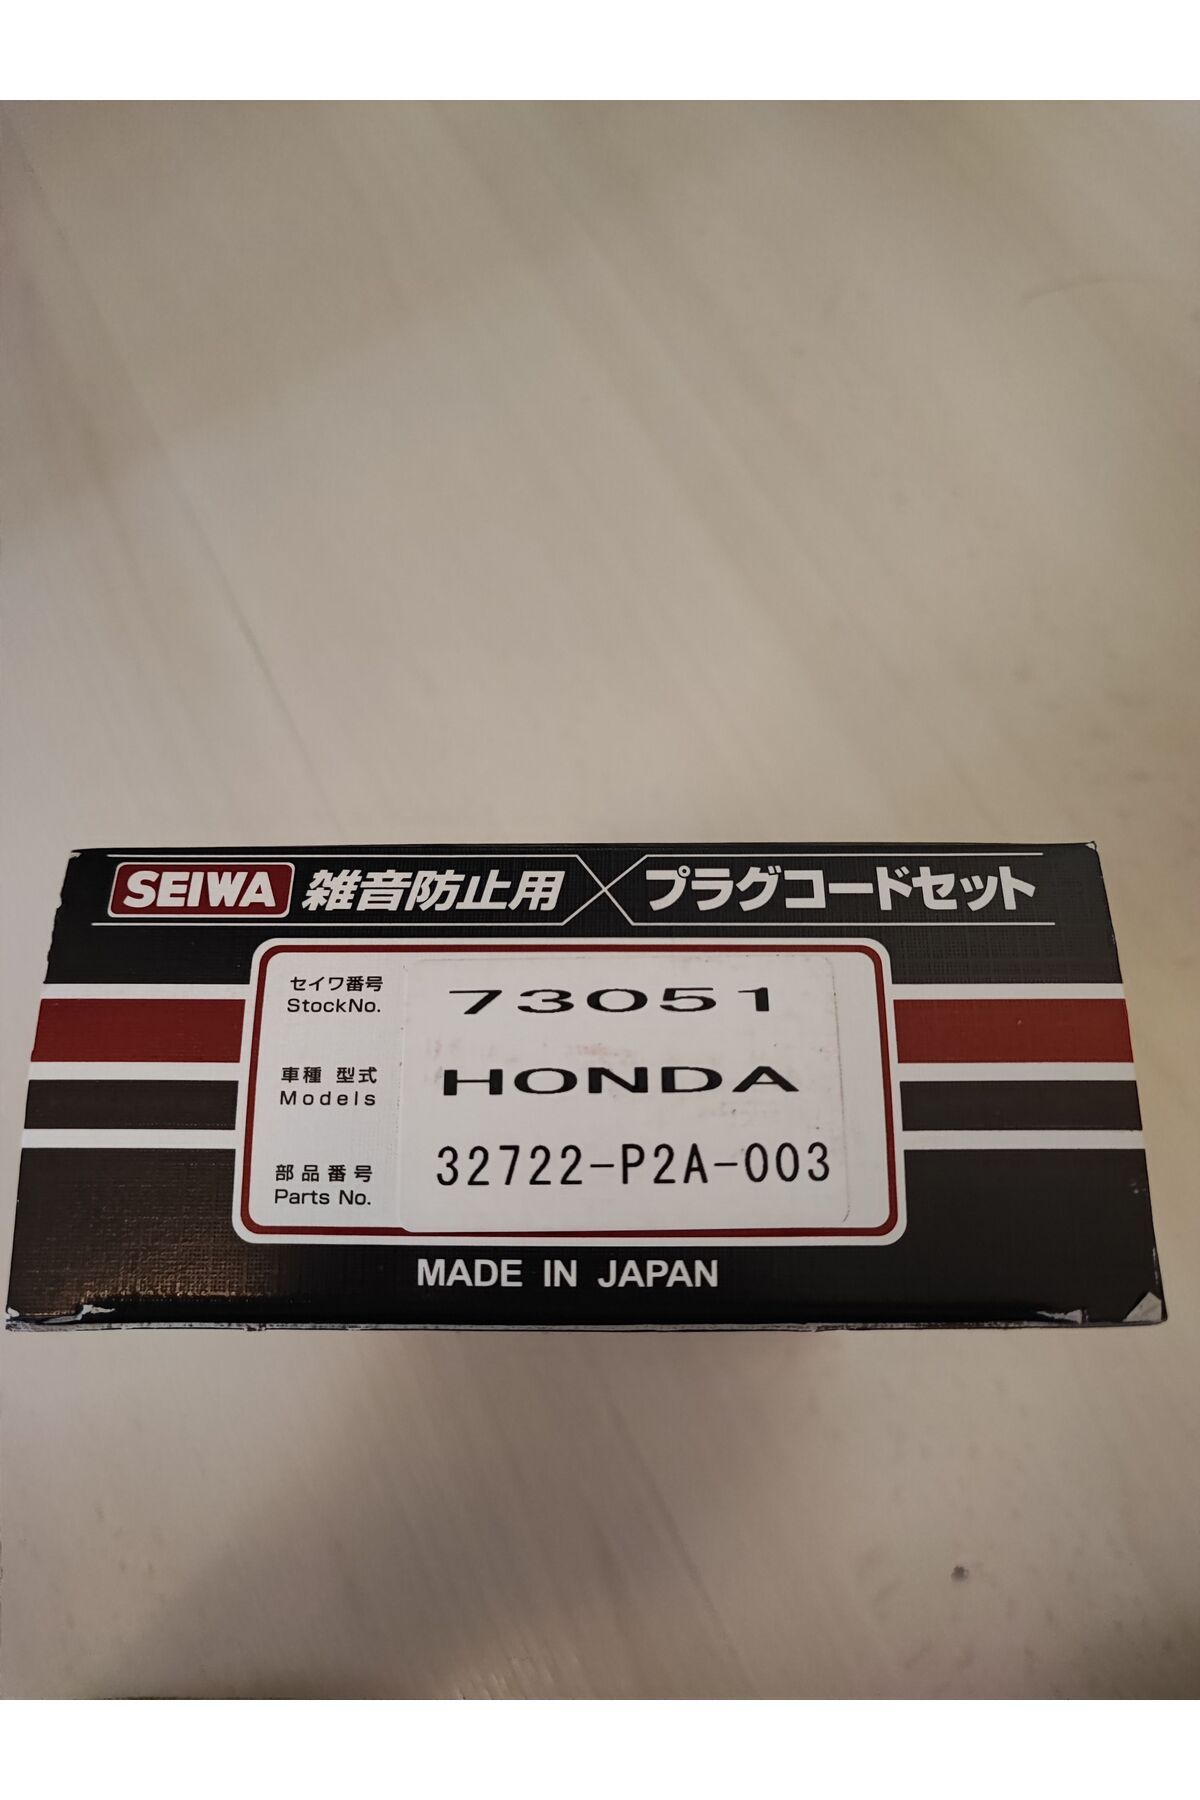 SEIWA 雑音防止用 プラグコードセット
セイワ番号
StockNo.
73051
車種 型式
Models
HONDA
部品番号
Parts No.
32722-P2A-003
MADE IN JAPAN